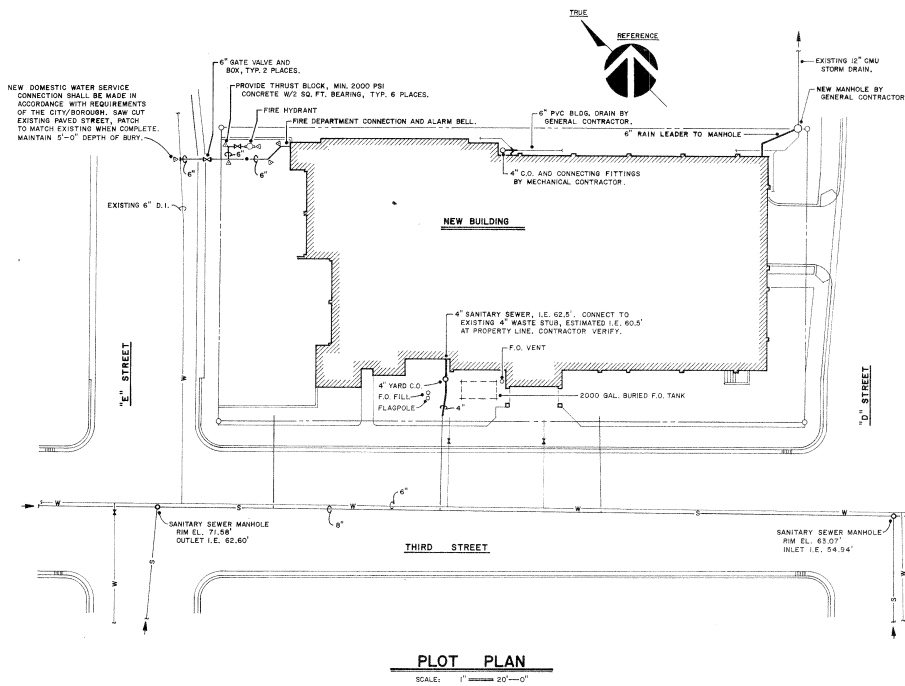 TRUE
REFERENCE
6" GATE VALVE AND
BOX, TYP. 2 PLACES.
EXISTING 12" CMU
STORM DRAIN.
NEW DOMESTIC WATER SERVICE
CONNECTION SHALL BE MADE IN
ACCORDANCE WITH REQUIREMENTS
OF THE CITY/BOROUGH. SAW CUT
EXISTING PAVED STREET, PATCH
TO MATCH EXISTING WHEN COMPLETE.
MAINTAIN 5'-0" DEPTH OF BURY.
PROVIDE THRUST BLOCK, MIN. 2000 PSI
CONCRETE W/2 SQ. FT. BEARING, TYP. 6 PLACES.
NEW MANHOLE BY
GENERAL CONTRACTOR
FIRE HYDRANT
FIRE DEPARTMENT CONNECTION AND ALARM BELL.
6" PVC BLDG. DRAIN BY
GENERAL CONTRACTOR.
6" RAIN LEADER TO MANHOLE
6"
6"
6"
4" C.O. AND CONNECTING FITTINGS
BY MECHANICAL CONTRACTOR.
EXISTING 6" D.I.
NEW BUILDING
4" SANITARY SEWER, I.E. 62.5'. CONNECT TO
EXISTING 4" WASTE STUB, ESTIMATED I.E. 60.5'
AT PROPERTY LINE. CONTRACTOR VERIFY.
F.O. VENT
"E" STREET
"D" STREET
W
4" YARD C.O.
F.O. FILL
FLAGPOLE
4"
2000 GAL. BURIED F.O. TANK
6"
W
S
W
W
S
W
8"
SANITARY SEWER MANHOLE
RIM EL. 71.58'
OUTLET I.E. 62.60'
SANITARY SEWER MANHOLE
RIM EL. 63.07'
INLET I.E. 54.94'
THIRD STREET
W
S
S
W
PLOT PLAN
SCALE: 1" = 20'-0"